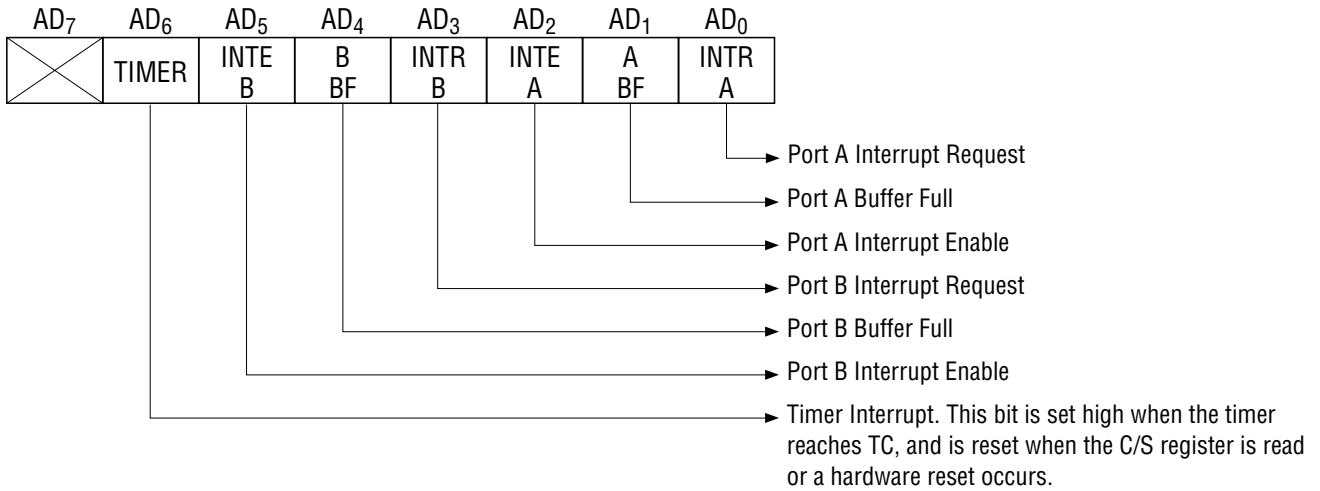 AD7 AD6 AD5 AD4 AD3 AD2 AD1 AD0
TIMER INTE B B BF INTR B INTE A A BF INTR A
Port A Interrupt Request
Port A Buffer Full
Port A Interrupt Enable
Port B Interrupt Request
Port B Buffer Full
Port B Interrupt Enable
Timer Interrupt. This bit is set high when the timer
reaches TC, and is reset when the C/S register is read
or a hardware reset occurs.